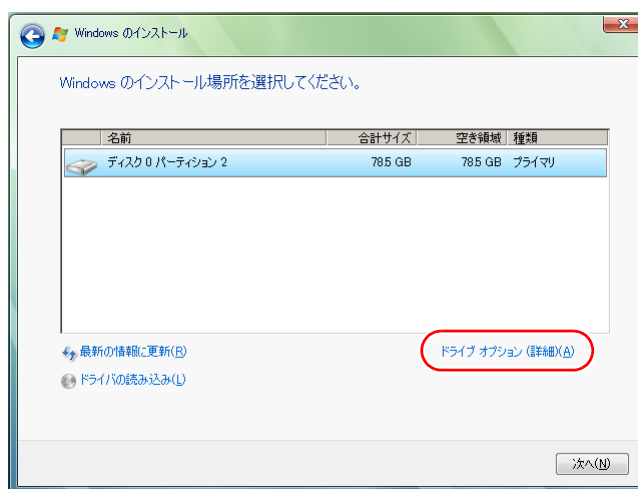 Windows のインストール
Windows のインストール場所を選択してください。
名前 合計サイズ 空き領域 種類
ディスク 0 パーティション 2 78.5 GB 78.5 GB プライマリ
最新の情報に更新(R) ドライブ オプション (詳細)(A)
ドライバの読み込み(L)
次へ(N)